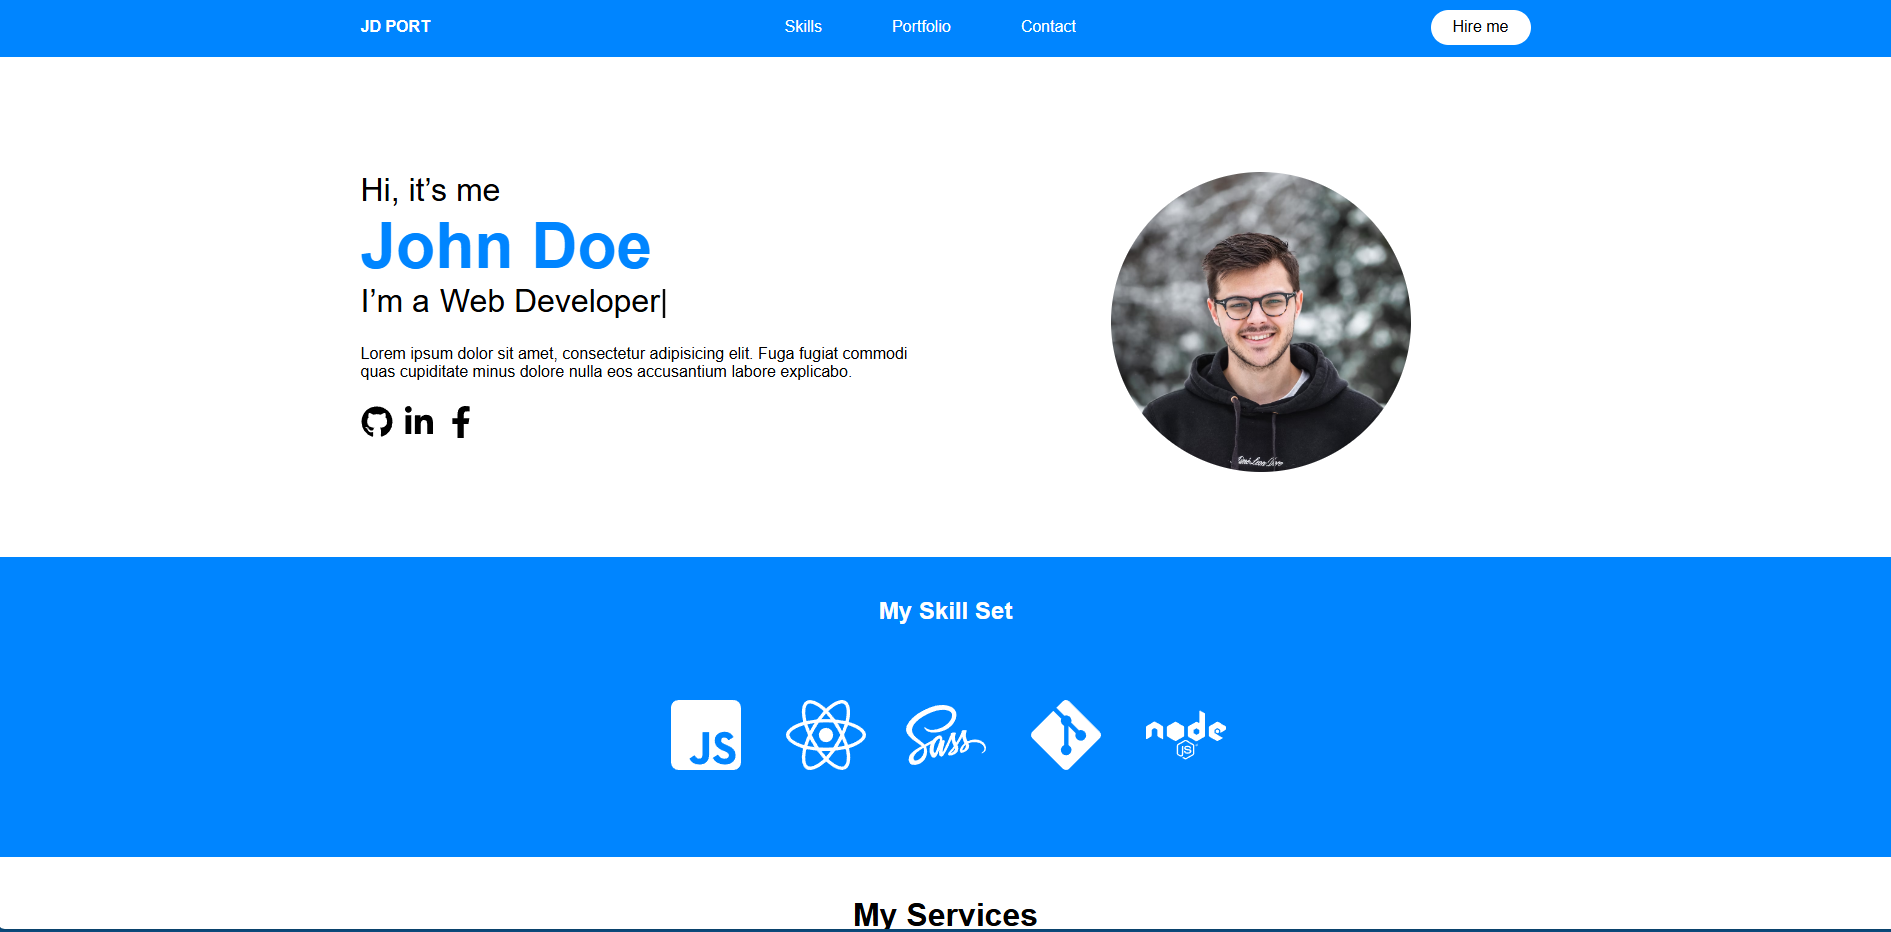 JD PORT
Skills
Portfolio
Contact
Hire me
Hi, it’s me
John Doe
I’m a Web Developer|
Lorem ipsum dolor sit amet, consectetur adipisicing elit. Fuga fugiat commodi
quas cupiditate minus dolore nulla eos accusantium labore explicabo.
in
My Skill Set
JS
Sass
node
JS
My Services